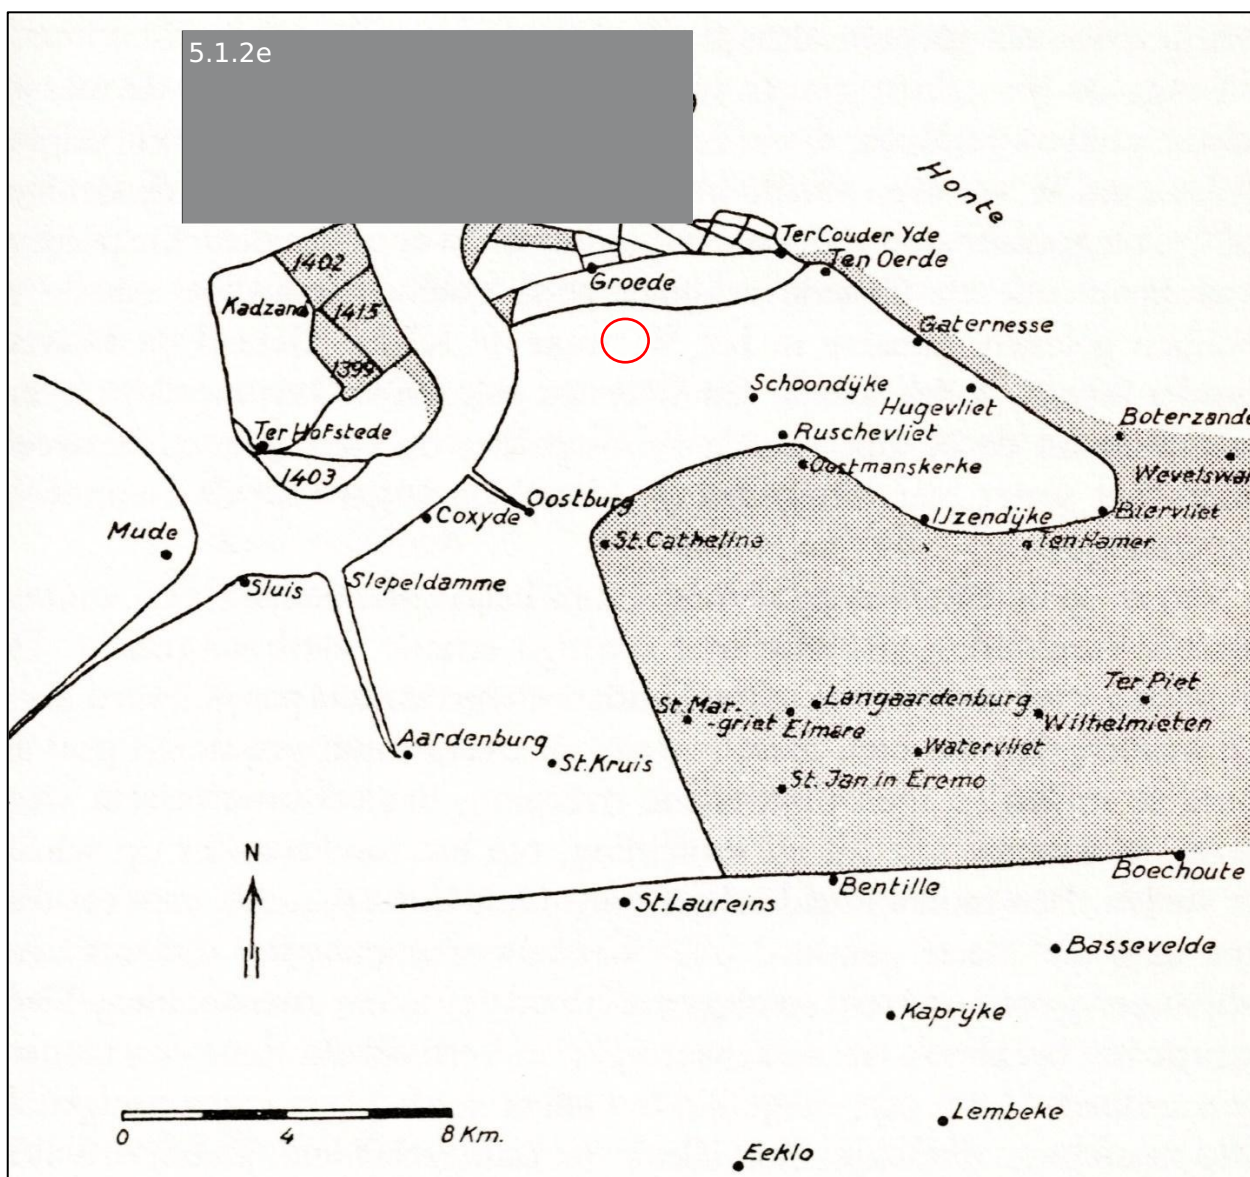 5.1.2e
Honte
Ter Couder Yde
Ten Oerde
1402
Groede
Kadzand
1415
Gaternesse
1399
Schoondijke
Hugevliet
Ter Hofstede
Ruschevliet
Boterzande
Oostmanskerke
1403
Oostburg
Coxyde
IJzendijke
Biervliet
Mude
St. Cathelina
Ten Hamer
Sluis
Slepeldamme
Ter Piet
St. Mar.
-griet
Langaardenburg
Elmare
Wilhelmieten
Aardenburg
St. Kruis
Watervliet
St. Jan in Eremo
N
Boechoute
Bentille
St. Laureins
Bassevelde
Kaprijke
Lembeke
0 4 8 Km.
Eeklo